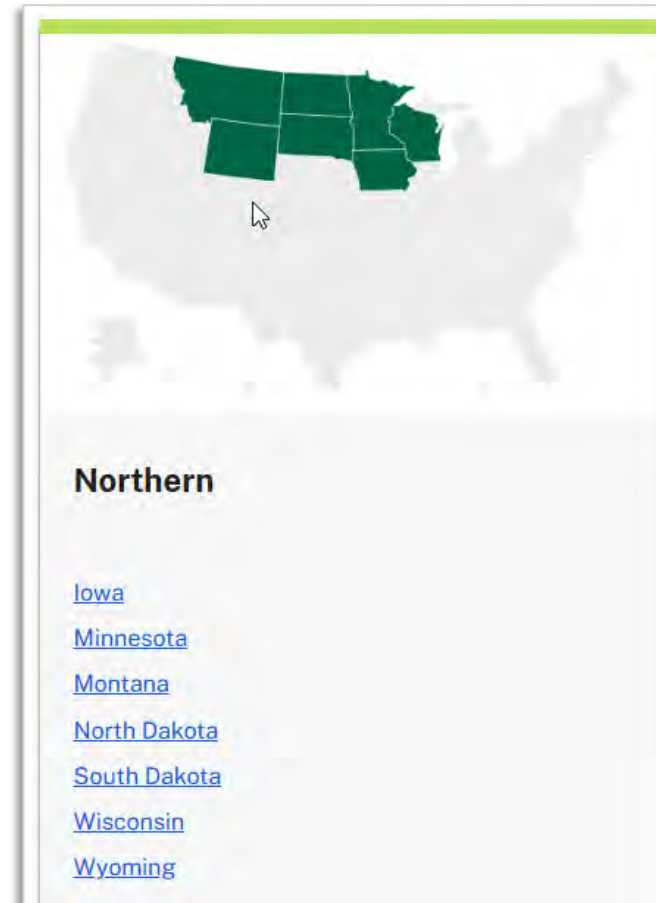 Northern
Iowa
Minnesota
Montana
North Dakota
South Dakota
Wisconsin
Wyoming